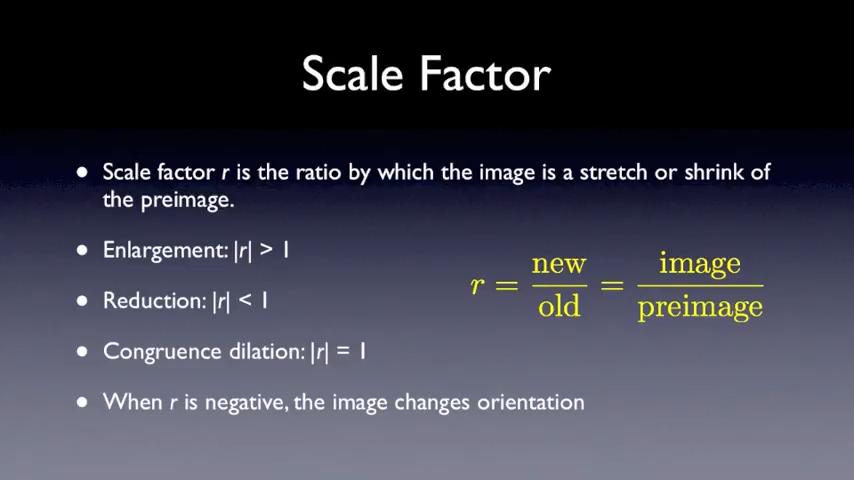 Scale Factor
• Scale factor r is the ratio by which the image is a stretch or shrink of
the preimage.
• Enlargement: |r| > 1
• Reduction: |r| < 1
r = new/old = image/preimage
• Congruence dilation: |r| = 1
• When r is negative, the image changes orientation